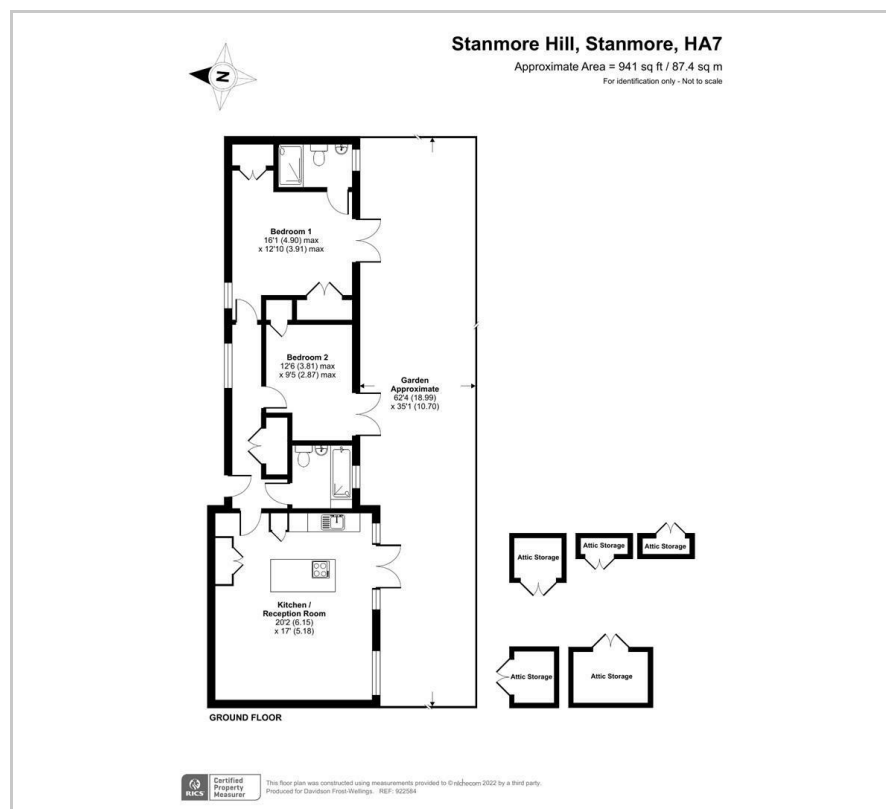 Stanmore Hill, Stanmore, HA7
Approximate Area = 941 sq ft / 87.4 sq m
For identification only - Not to scale
N
Bedroom 1
16'1 (4.90) max
x 12'10 (3.91) max
Bedroom 2
12'6 (3.81) max
x 9'5 (2.87) max
Garden
Approximate
62'4 (18.99)
x 35'1 (10.70)
Kitchen /
Reception Room
20'2 (6.15)
x 17' (5.18)
Attic Storage
Attic Storage
Attic Storage
Attic Storage
Attic Storage
GROUND FLOOR
RICS
Certified
Property
Measurer
This floor plan was constructed using measurements provided to © nichecom 2022 by a third party.
Produced for Davidson Frost-Wellings. REF: 922584